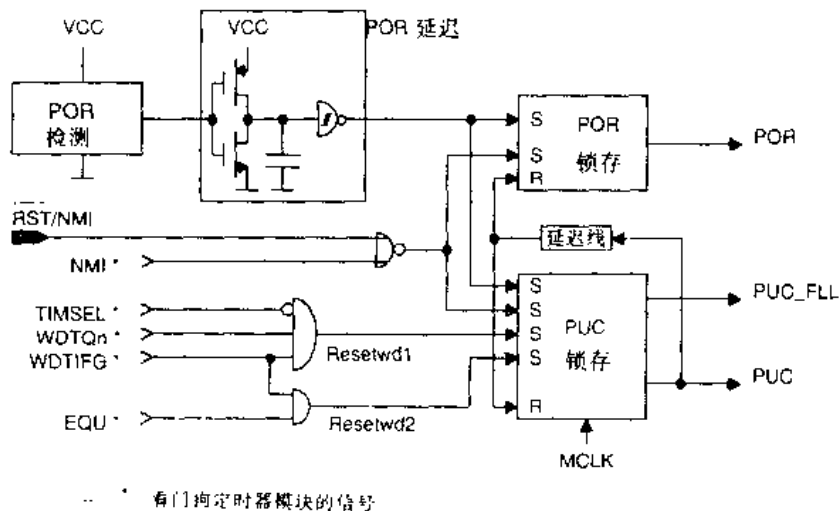 VCC
VCC
POR 延迟
POR
检测
S
POR
S
锁存
R
POR
RST/NMI
NMI *
延迟线
TIMSEL *
WDTQn *
WDTIFG *
EQU *
Resetwd1
Resetwd2
S
S
S
PUC
S
锁存
R
PUC_FLL
PUC
MCLK
* 看门狗定时器模块的信号